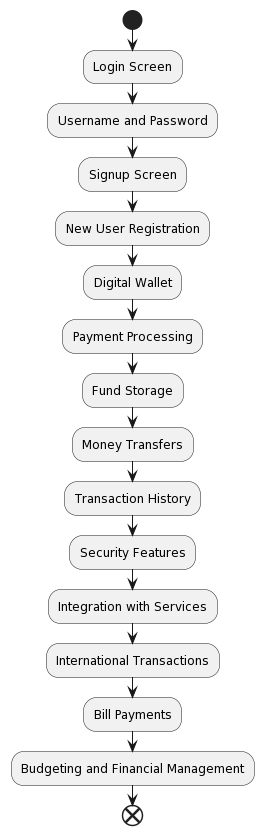 Login Screen
Username and Password
Signup Screen
New User Registration
Digital Wallet
Payment Processing
Fund Storage
Money Transfers
Transaction History
Security Features
Integration with Services
International Transactions
Bill Payments
Budgeting and Financial Management